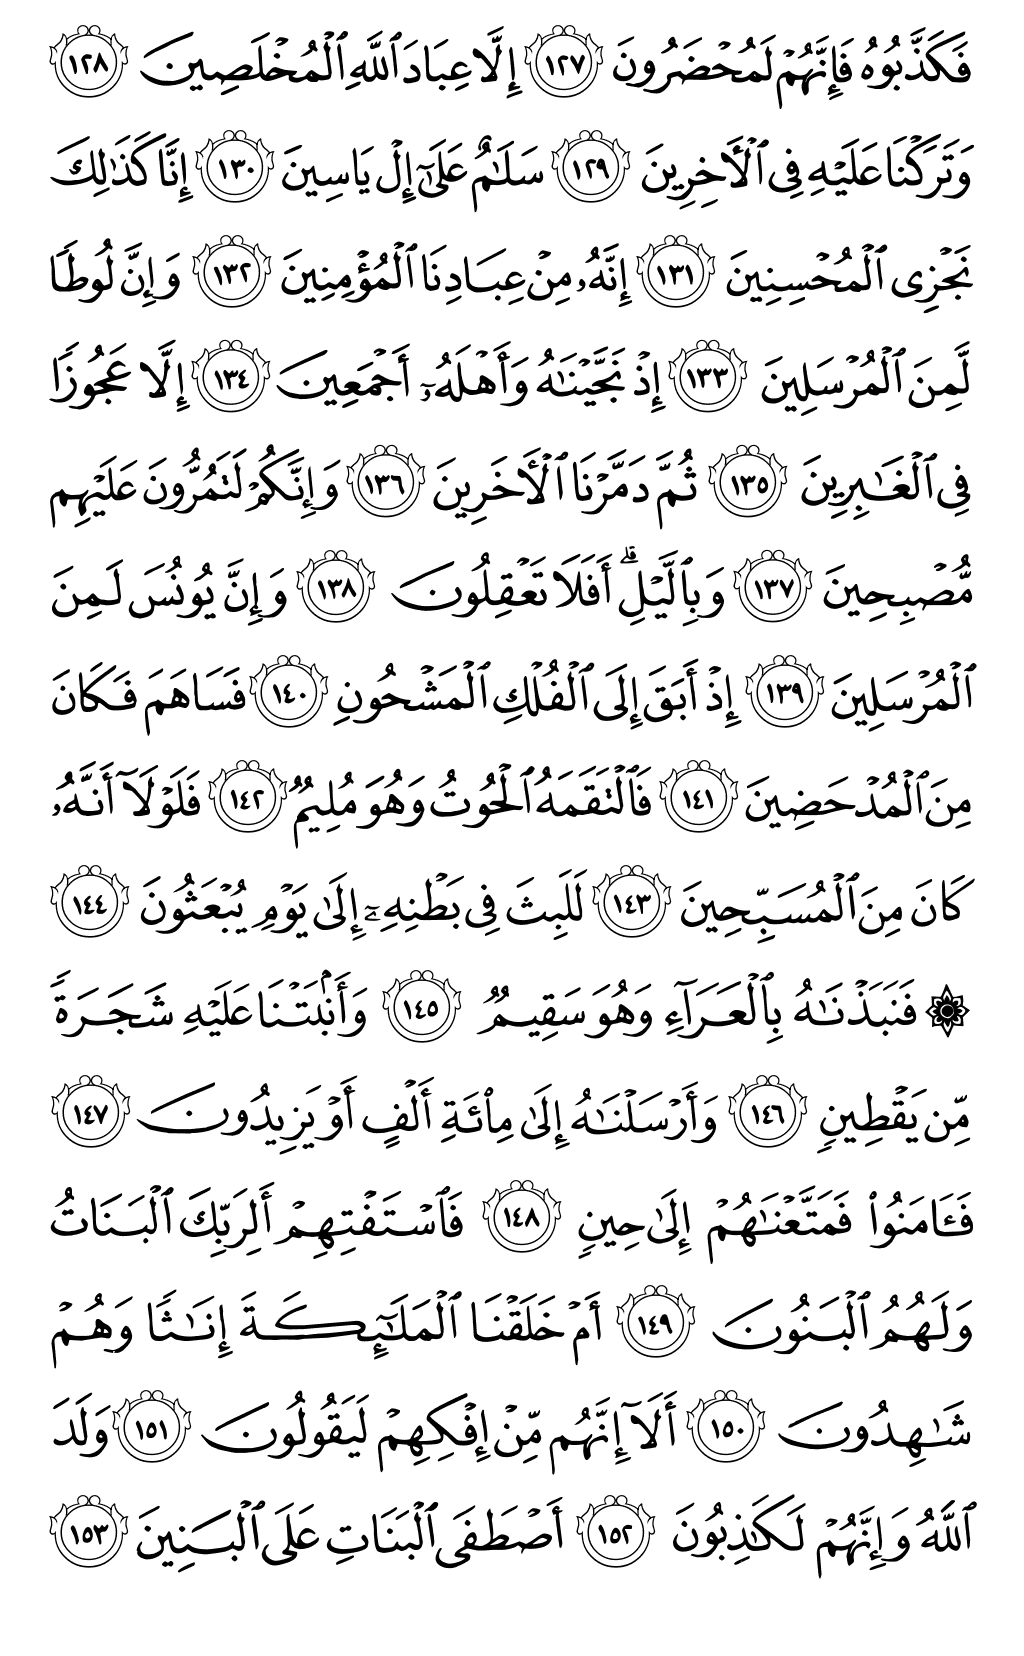 فَكَذَّبُوهُ فَإِنَّهُمْ لَمُحْضَرُونَ ١٢٧ إِلَّا عِبَادَ ٱللَّهِ ٱلْمُخْلَصِينَ ١٢٨
وَتَرَكْنَا عَلَيْهِ فِى ٱلْـَٔاخِرِينَ ١٢٩ سَلَـٰمٌ عَلَىٰٓ إِلْ يَاسِينَ ١٣٠ إِنَّا كَذَٰلِكَ
نَجْزِى ٱلْمُحْسِنِينَ ١٣١ إِنَّهُۥ مِنْ عِبَادِنَا ٱلْمُؤْمِنِينَ ١٣٢ وَإِنَّ لُوطًا
لَّمِنَ ٱلْمُرْسَلِينَ ١٣٣ إِذْ نَجَّيْنَـٰهُ وَأَهْلَهُۥٓ أَجْمَعِينَ ١٣٤ إِلَّا عَجُوزًا
فِى ٱلْغَـٰبِرِينَ ١٣٥ ثُمَّ دَمَّرْنَا ٱلْـَٔاخَرِينَ ١٣٦ وَإِنَّكُمْ لَتَمُرُّونَ عَلَيْهِم
مُّصْبِحِينَ ١٣٧ وَبِٱلَّيْلِ ۗ أَفَلَا تَعْقِلُونَ ١٣٨ وَإِنَّ يُونُسَ لَمِنَ
ٱلْمُرْسَلِينَ ١٣٩ إِذْ أَبَقَ إِلَى ٱلْفُلْكِ ٱلْمَشْحُونِ ١٤٠ فَسَاهَمَ فَكَانَ
مِنَ ٱلْمُدْحَضِينَ ١٤١ فَٱلْتَقَمَهُ ٱلْحُوتُ وَهُوَ مُلِيمٌ ١٤٢ فَلَوْلَآ أَنَّهُۥ
كَانَ مِنَ ٱلْمُسَبِّحِينَ ١٤٣ لَلَبِثَ فِى بَطْنِهِۦٓ إِلَىٰ يَوْمِ يُبْعَثُونَ ١٤٤
۞ فَنَبَذْنَـٰهُ بِٱلْعَرَآءِ وَهُوَ سَقِيمٌ ١٤٥ وَأَنۢبَتْنَا عَلَيْهِ شَجَرَةً
مِّن يَقْطِينٍ ١٤٦ وَأَرْسَلْنَـٰهُ إِلَىٰ مِا۟ئَةِ أَلْفٍ أَوْ يَزِيدُونَ ١٤٧
فَـَٔامَنُوا۟ فَمَتَّعْنَـٰهُمْ إِلَىٰ حِينٍ ١٤٨ فَٱسْتَفْتِهِمْ أَلِرَبِّكَ ٱلْبَنَاتُ
وَلَهُمُ ٱلْبَنُونَ ١٤٩ أَمْ خَلَقْنَا ٱلْمَلَـٰٓئِكَةَ إِنَـٰثًا وَهُمْ
شَـٰهِدُونَ ١٥٠ أَلَآ إِنَّهُم مِّنْ إِفْكِهِمْ لَيَقُولُونَ ١٥١ وَلَدَ
ٱللَّهُ وَإِنَّهُمْ لَكَـٰذِبُونَ ١٥٢ أَصْطَفَى ٱلْبَنَاتِ عَلَى ٱلْبَنِينَ ١٥٣